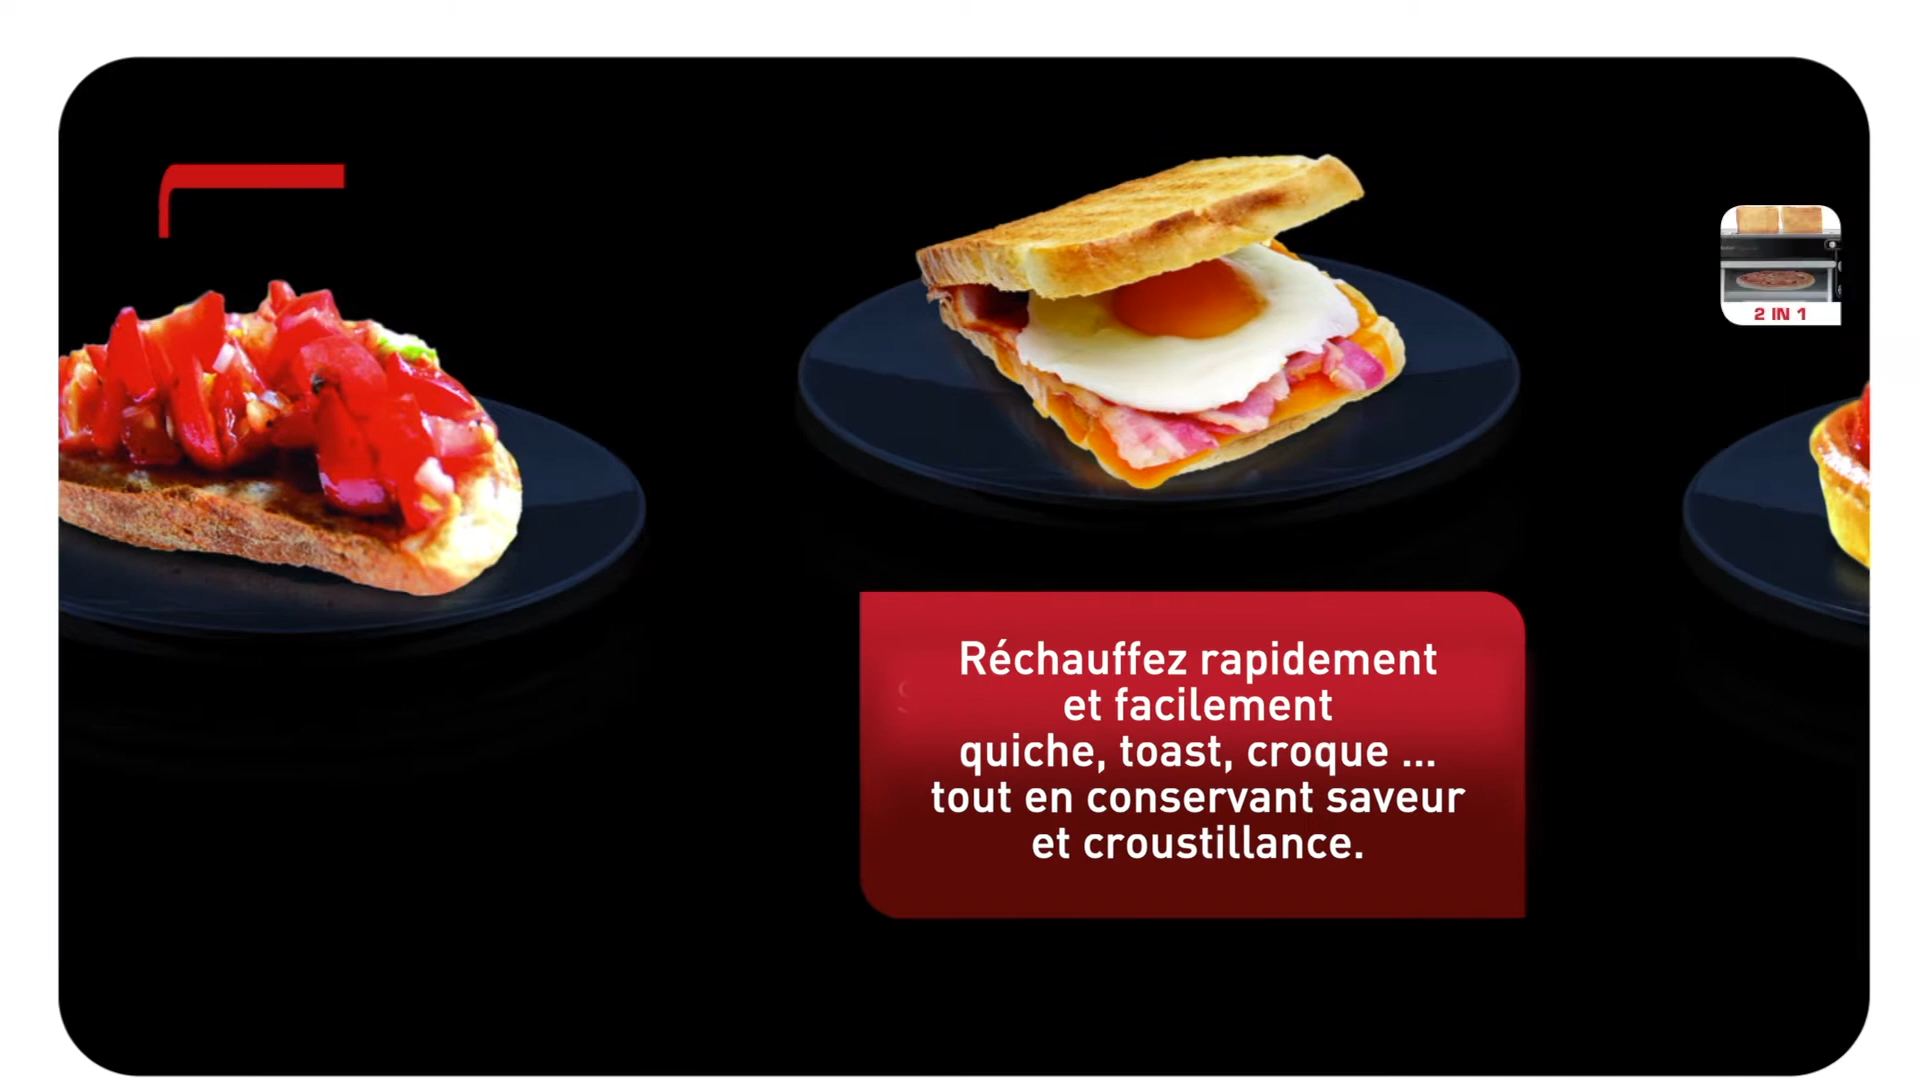 2 IN 1
Réchauffez rapidement
et facilement
quiche, toast, croque ...
tout en conservant saveur
et croustillance.